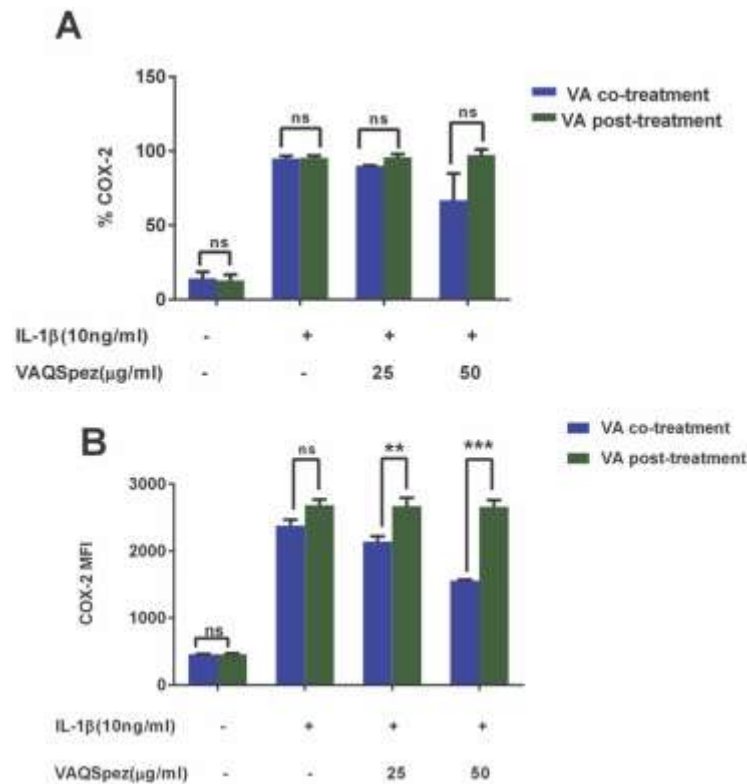 A
150
100
50
0
% COX-2
ns
ns
ns
ns
VA co-treatment
VA post-treatment
IL-1β(10ng/ml) - + + +
VAQSpez(μg/ml) - - 25 50
B
3000
2000
1000
0
COX-2 MFI
ns
ns
**
***
VA co-treatment
VA post-treatment
IL-1β(10ng/ml) - + + +
VAQSpez(μg/ml) - - 25 50